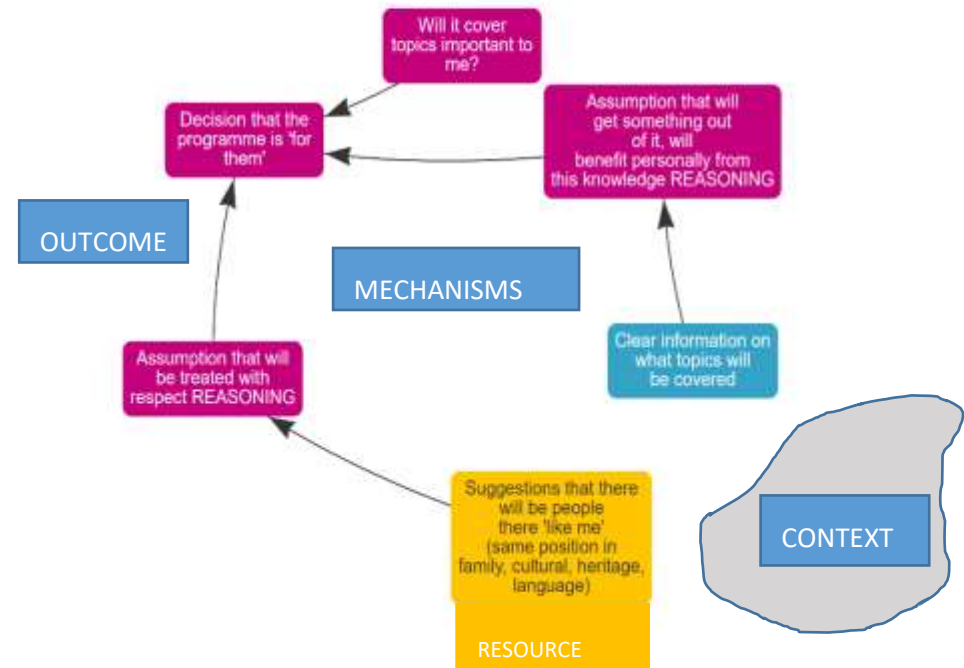 Will it cover
topics important to
me?
Decision that the
programme is 'for
them'
Assumption that will
get something out
of it, will
benefit personally from
this knowledge REASONING
OUTCOME
MECHANISMS
Clear information on
what topics will
be covered
Assumption that will
be treated with
respect REASONING
Suggestions that there
will be people
there 'like me'
(same position in
family, cultural, heritage,
language)
RESOURCE
CONTEXT